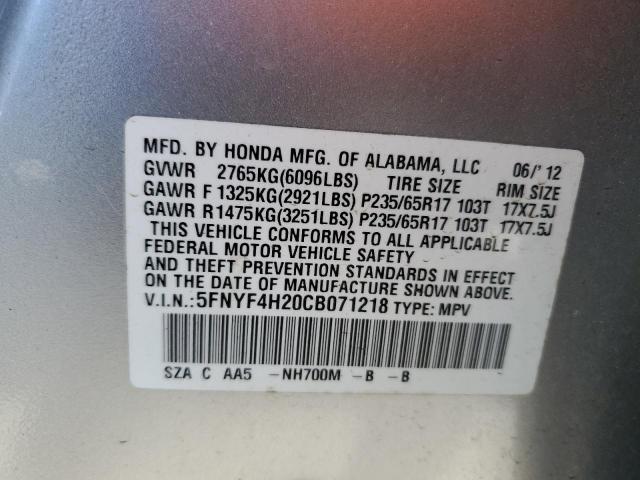 MFD. BY HONDA MFG. OF ALABAMA, LLC 06/'12
GVWR 2765KG(6096LBS) TIRE SIZE RIM SIZE
GAWR F 1325KG(2921LBS) P235/65R17 103T 17X7.5J
GAWR R1475KG(3251LBS) P235/65R17 103T 17X7.5J
THIS VEHICLE CONFORMS TO ALL APPLICABLE
FEDERAL MOTOR VEHICLE SAFETY
AND THEFT PREVENTION STANDARDS IN EFFECT
ON THE DATE OF MANUFACTURE SHOWN ABOVE.
V.I.N.:5FNYF4H20CB071218 TYPE: MPV
SZA C AA5 -NH700M -B -B